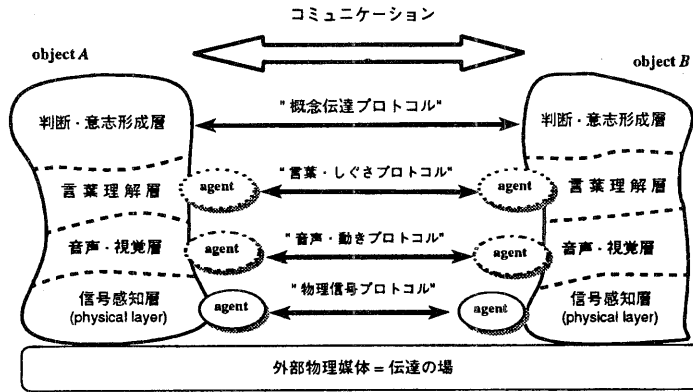 コミュニケーション
object A
object B
判断・意志形成層
"概念伝達プロトコル"
判断・意志形成層
言葉理解層
agent
"言葉・しぐさプロトコル"
agent
言葉理解層
音声・視覚層
agent
"音声・動きプロトコル"
agent
音声・視覚層
信号感知層
(physical layer)
agent
"物理信号プロトコル"
agent
信号感知層
(physical layer)
外部物理媒体 = 伝達の場